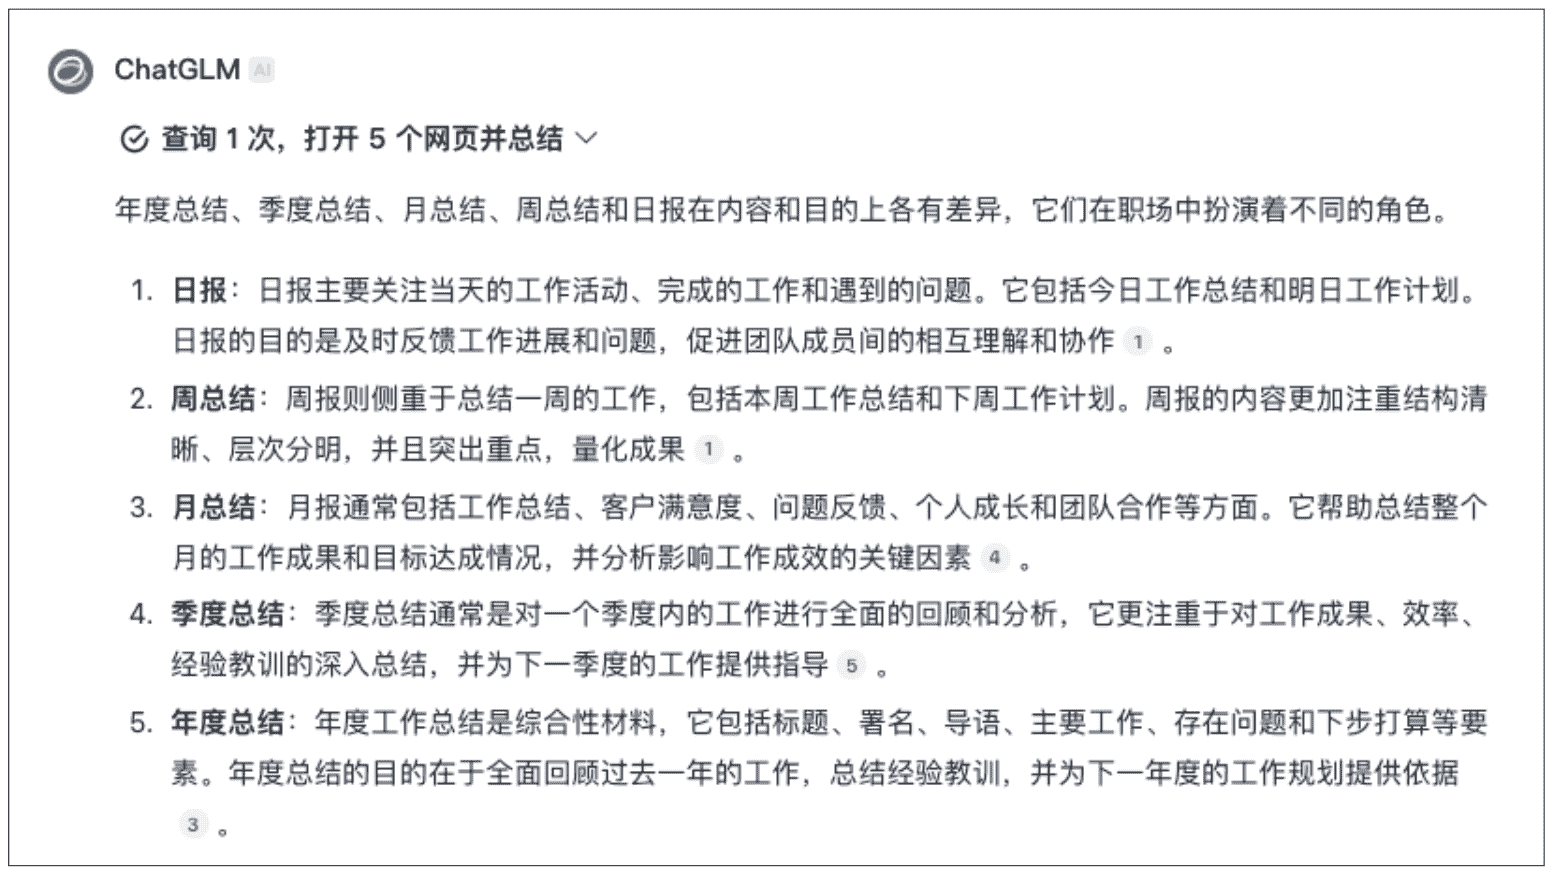 ChatGLM AI
查询 1 次，打开 5 个网页并总结
年度总结、季度总结、月总结、周总结和日报在内容和目的上各有差异，它们在职场中扮演着不同的角色。
1. 日报：日报主要关注当天的工作活动、完成的工作和遇到的问题。它包括今日工作总结和明日工作计划。
日报的目的是及时反馈工作进展和问题，促进团队成员间的相互理解和协作 1 。
2. 周总结：周报则侧重于总结一周的工作，包括本周工作总结和下周工作计划。周报的内容更加注重结构清
晰、层次分明，并且突出重点，量化成果 1 。
3. 月总结：月报通常包括工作总结、客户满意度、问题反馈、个人成长和团队合作等方面。它帮助总结整个
月的工作成果和目标达成情况，并分析影响工作成效的关键因素 4 。
4. 季度总结：季度总结通常是对一个季度内的工作进行全面的回顾和分析，它更注重于对工作成果、效率、
经验教训的深入总结，并为下一季度的工作提供指导 5 。
5. 年度总结：年度工作总结是综合性材料，它包括标题、署名、导语、主要工作、存在问题和下步打算等要
素。年度总结的目的在于全面回顾过去一年的工作，总结经验教训，并为下一年度的工作规划提供依据
3 。